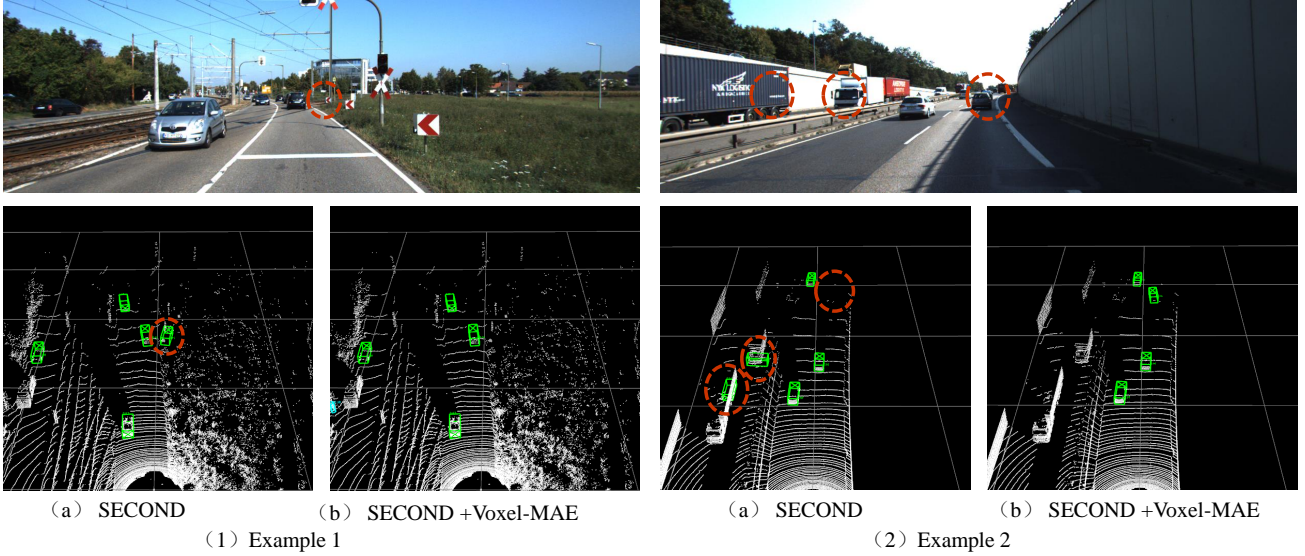 NYK LOGISTICS
（a） SECOND
（b） SECOND +Voxel-MAE
（a） SECOND
（b） SECOND +Voxel-MAE
（1）Example 1
（2）Example 2